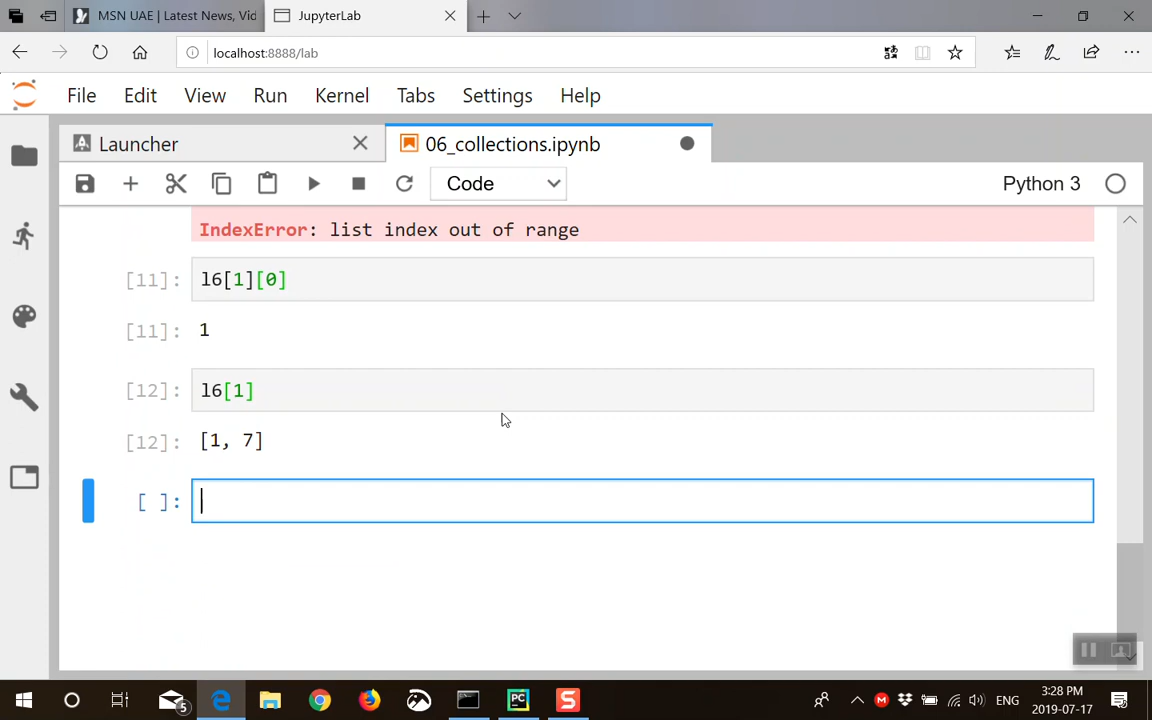 MSN UAE | Latest News, Vid
JupyterLab
localhost:8888/lab
File Edit View Run Kernel Tabs Settings Help
Launcher
06_collections.ipynb
Code
Python 3
IndexError: list index out of range
[11]: l6[1][0]
[11]: 1
[12]: l6[1]
[12]: [1, 7]
[ ]:
5
PC
S
M
ENG
3:28 PM
2019-07-17